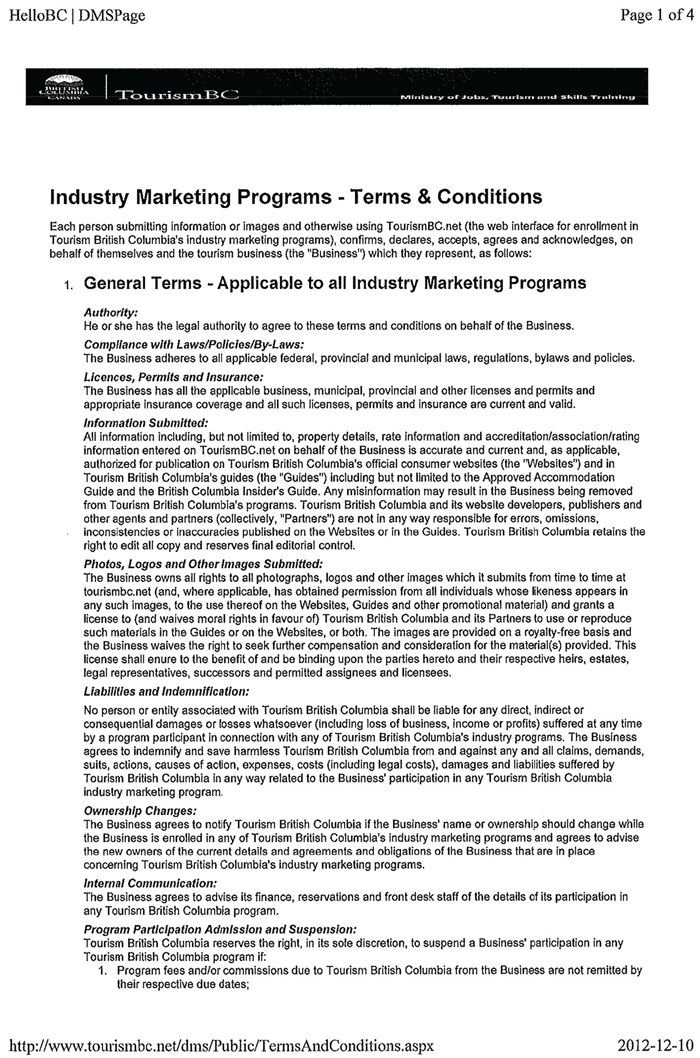 HelloBC | DMSPage
Page 1 of 4
BRITISH
COLUMBIA
CANADA
TourismBC
Ministry of Jobs, Tourism and Skills Training
Industry Marketing Programs - Terms & Conditions
Each person submitting information or images and otherwise using TourismBC.net (the web interface for enrollment in
Tourism British Columbia's industry marketing programs), confirms, declares, accepts, agrees and acknowledges, on
behalf of themselves and the tourism business (the "Business") which they represent, as follows:
1. General Terms - Applicable to all Industry Marketing Programs
Authority:
He or she has the legal authority to agree to these terms and conditions on behalf of the Business.
Compliance with Laws/Policies/By-Laws:
The Business adheres to all applicable federal, provincial and municipal laws, regulations, bylaws and policies.
Licences, Permits and Insurance:
The Business has all the applicable business, municipal, provincial and other licenses and permits and
appropriate insurance coverage and all such licenses, permits and insurance are current and valid.
Information Submitted:
All information including, but not limited to, property details, rate information and accreditation/association/rating
information entered on TourismBC.net on behalf of the Business is accurate and current and, as applicable,
authorized for publication on Tourism British Columbia's official consumer websites (the "Websites") and in
Tourism British Columbia's guides (the "Guides") including but not limited to the Approved Accommodation
Guide and the British Columbia Insider's Guide. Any misinformation may result in the Business being removed
from Tourism British Columbia's programs. Tourism British Columbia and its website developers, publishers and
other agents and partners (collectively, "Partners") are not in any way responsible for errors, omissions,
inconsistencies or inaccuracies published on the Websites or in the Guides. Tourism British Columbia retains the
right to edit all copy and reserves final editorial control.
Photos, Logos and Other Images Submitted:
The Business owns all rights to all photographs, logos and other images which it submits from time to time at
tourismbc.net (and, where applicable, has obtained permission from all individuals whose likeness appears in
any such images, to the use thereof on the Websites, Guides and other promotional material) and grants a
license to (and waives moral rights in favour of) Tourism British Columbia and its Partners to use or reproduce
such materials in the Guides or on the Websites, or both. The images are provided on a royalty-free basis and
the Business waives the right to seek further compensation and consideration for the material(s) provided. This
license shall enure to the benefit of and be binding upon the parties hereto and their respective heirs, estates,
legal representatives, successors and permitted assignees and licensees.
Liabilities and Indemnification:
No person or entity associated with Tourism British Columbia shall be liable for any direct, indirect or
consequential damages or losses whatsoever (including loss of business, income or profits) suffered at any time
by a program participant in connection with any of Tourism British Columbia's industry programs. The Business
agrees to indemnify and save harmless Tourism British Columbia from and against any and all claims, demands,
suits, actions, causes of action, expenses, costs (including legal costs), damages and liabilities suffered by
Tourism British Columbia in any way related to the Business' participation in any Tourism British Columbia
industry marketing program.
Ownership Changes:
The Business agrees to notify Tourism British Columbia if the Business' name or ownership should change while
the Business is enrolled in any of Tourism British Columbia's industry marketing programs and agrees to advise
the new owners of the current details and agreements and obligations of the Business that are in place
concerning Tourism British Columbia's industry marketing programs.
Internal Communication:
The Business agrees to advise its finance, reservations and front desk staff of the details of its participation in
any Tourism British Columbia program.
Program Participation Admission and Suspension:
Tourism British Columbia reserves the right, in its sole discretion, to suspend a Business' participation in any
Tourism British Columbia program if:
1. Program fees and/or commissions due to Tourism British Columbia from the Business are not remitted by
their respective due dates;
http://www.tourismbc.net/dms/Public/TermsAndConditions.aspx
2012-12-10